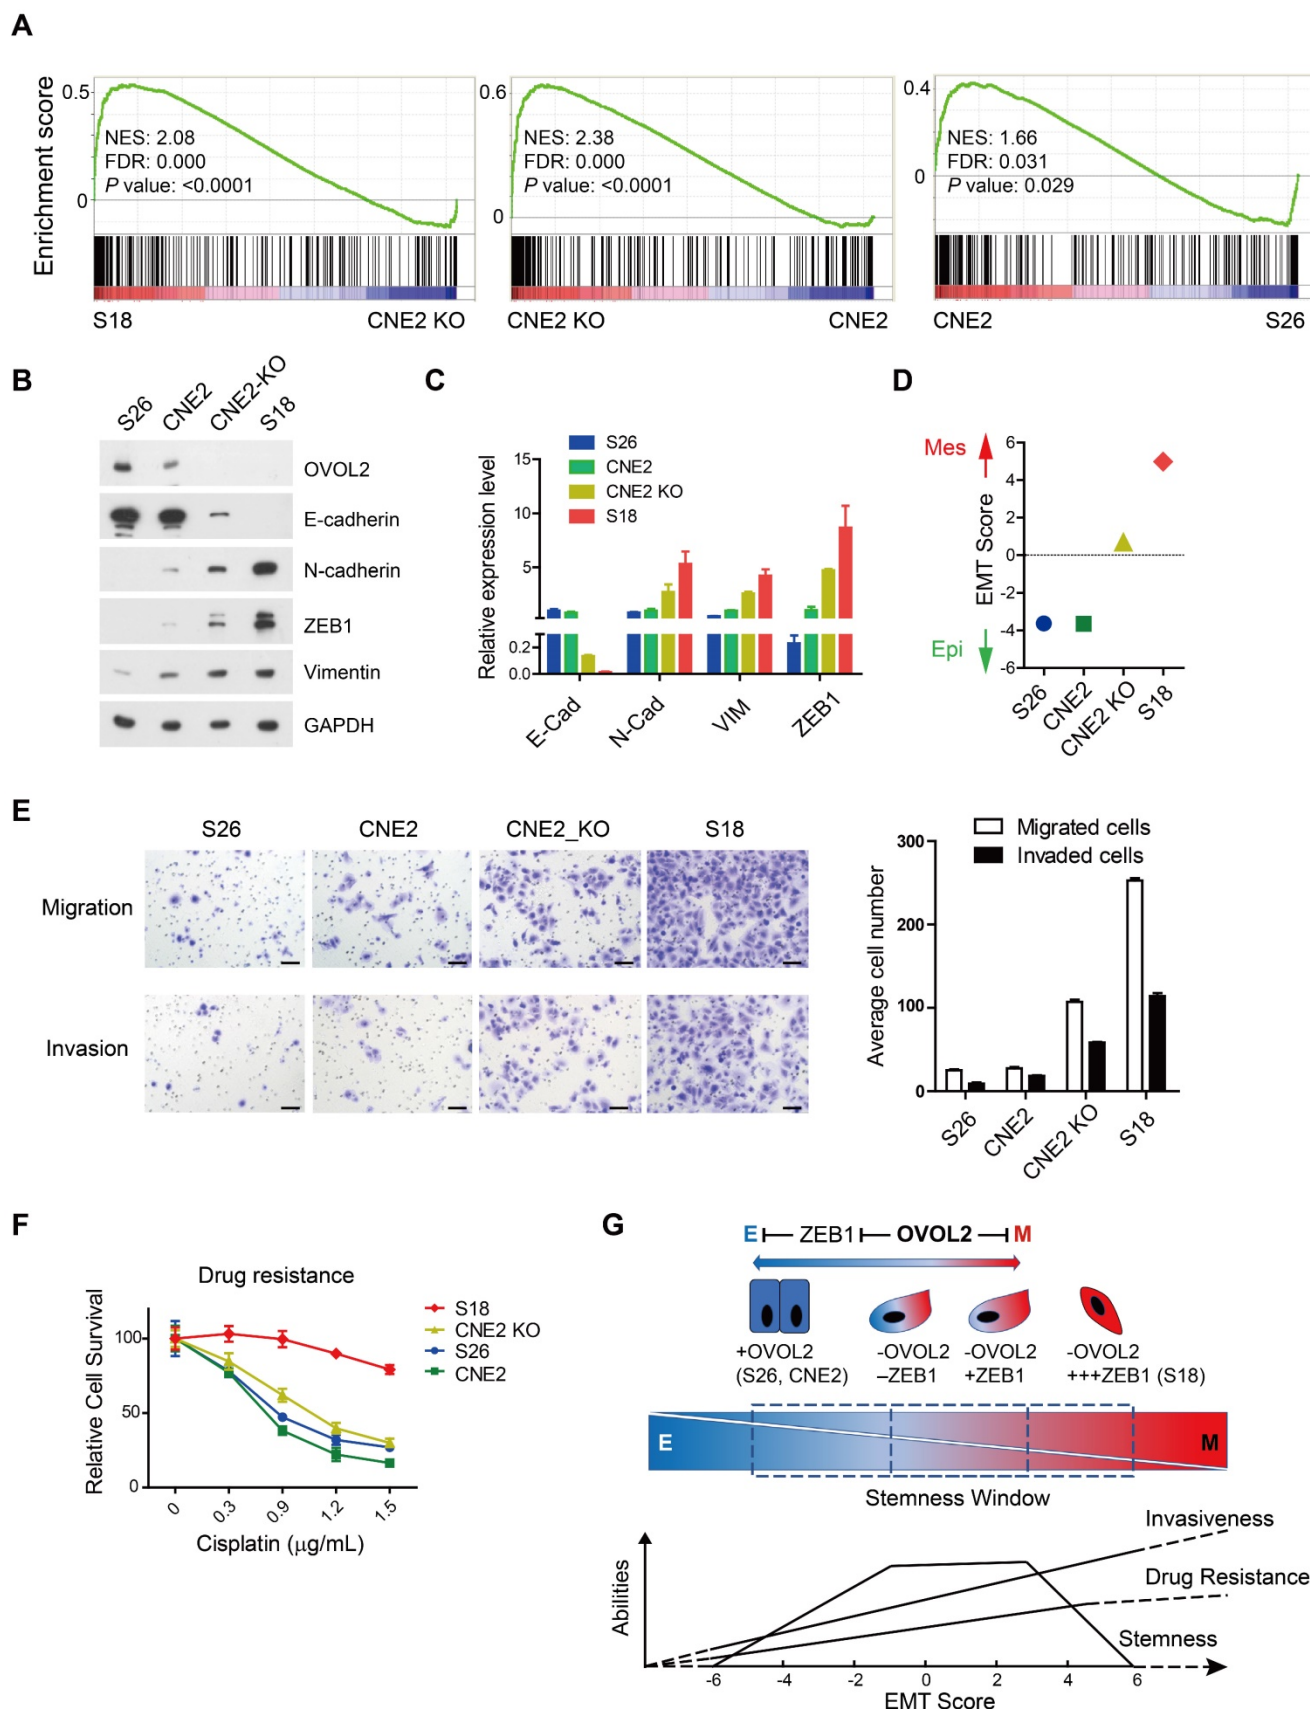 A
Enrichment score
0.5
0
NES: 2.08
FDR: 0.000
P value: <0.0001
S18
CNE2 KO
0.6
0
NES: 2.38
FDR: 0.000
P value: <0.0001
CNE2 KO
CNE2
0.4
0
NES: 1.66
FDR: 0.031
P value: 0.029
CNE2
S26
B
S26
CNE2
CNE2-KO
S18
OVOL2
E-cadherin
N-cadherin
ZEB1
Vimentin
GAPDH
C
S26
CNE2
CNE2 KO
S18
Relative expression level
15
10
5
0.2
0.0
E-Cad
N-Cad
VIM
ZEB1
D
Mes
Epi
EMT Score
6
4
2
0
-2
-4
-6
S26
CNE2
CNE2 KO
S18
E
S26
CNE2
CNE2_KO
S18
Migration
Invasion
Migrated cells
Invaded cells
Average cell number
300
200
100
0
S26
CNE2
CNE2 KO
S18
F
Drug resistance
S18
CNE2 KO
S26
CNE2
Relative Cell Survival
100
50
0
0
0.3
0.9
1.2
1.5
Cisplatin (μg/mL)
G
E ZEB1 OVOL2 M
+OVOL2
(S26, CNE2)
-OVOL2
–ZEB1
-OVOL2
+ZEB1
-OVOL2
+++ZEB1 (S18)
E
M
Stemness Window
Invasiveness
Drug Resistance
Stemness
Abilities
-6
-4
-2
0
2
4
6
EMT Score